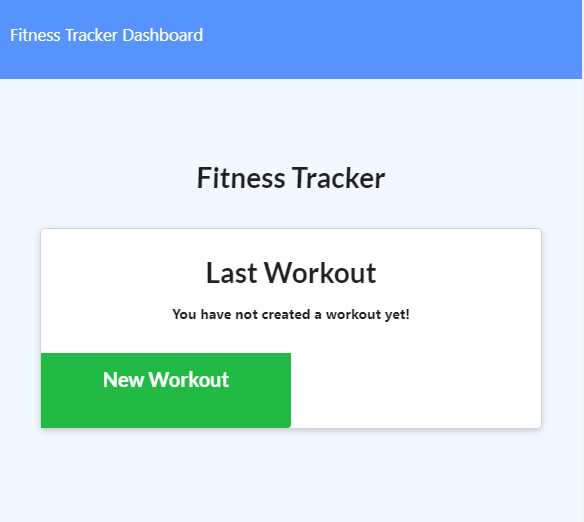 Fitness Tracker Dashboard
Fitness Tracker
Last Workout
You have not created a workout yet!
New Workout